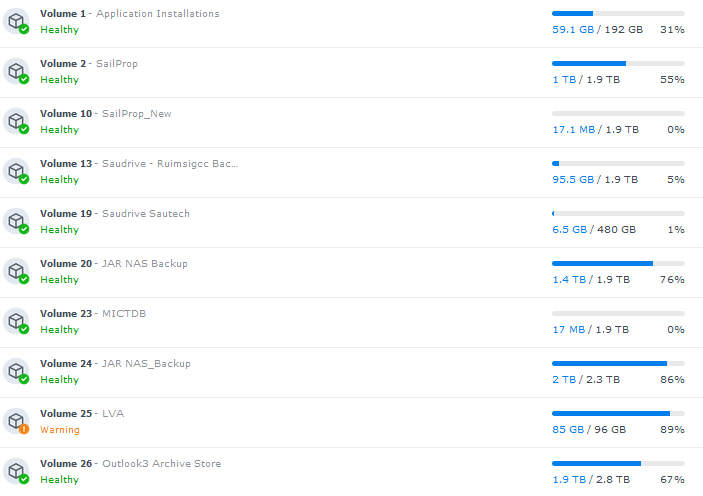 Volume 1 - Application Installations
Healthy
59.1 GB / 192 GB 31%
Volume 2 - SailProp
Healthy
1 TB / 1.9 TB 55%
Volume 10 - SailProp_New
Healthy
17.1 MB / 1.9 TB 0%
Volume 13 - Saudrive - Ruimsigcc Bac...
Healthy
95.5 GB / 1.9 TB 5%
Volume 19 - Saudrive Sautech
Healthy
6.5 GB / 480 GB 1%
Volume 20 - JAR NAS Backup
Healthy
1.4 TB / 1.9 TB 76%
Volume 23 - MICTDB
Healthy
17 MB / 1.9 TB 0%
Volume 24 - JAR NAS_Backup
Healthy
2 TB / 2.3 TB 86%
Volume 25 - LVA
Warning
85 GB / 96 GB 89%
Volume 26 - Outlook3 Archive Store
Healthy
1.9 TB / 2.8 TB 67%